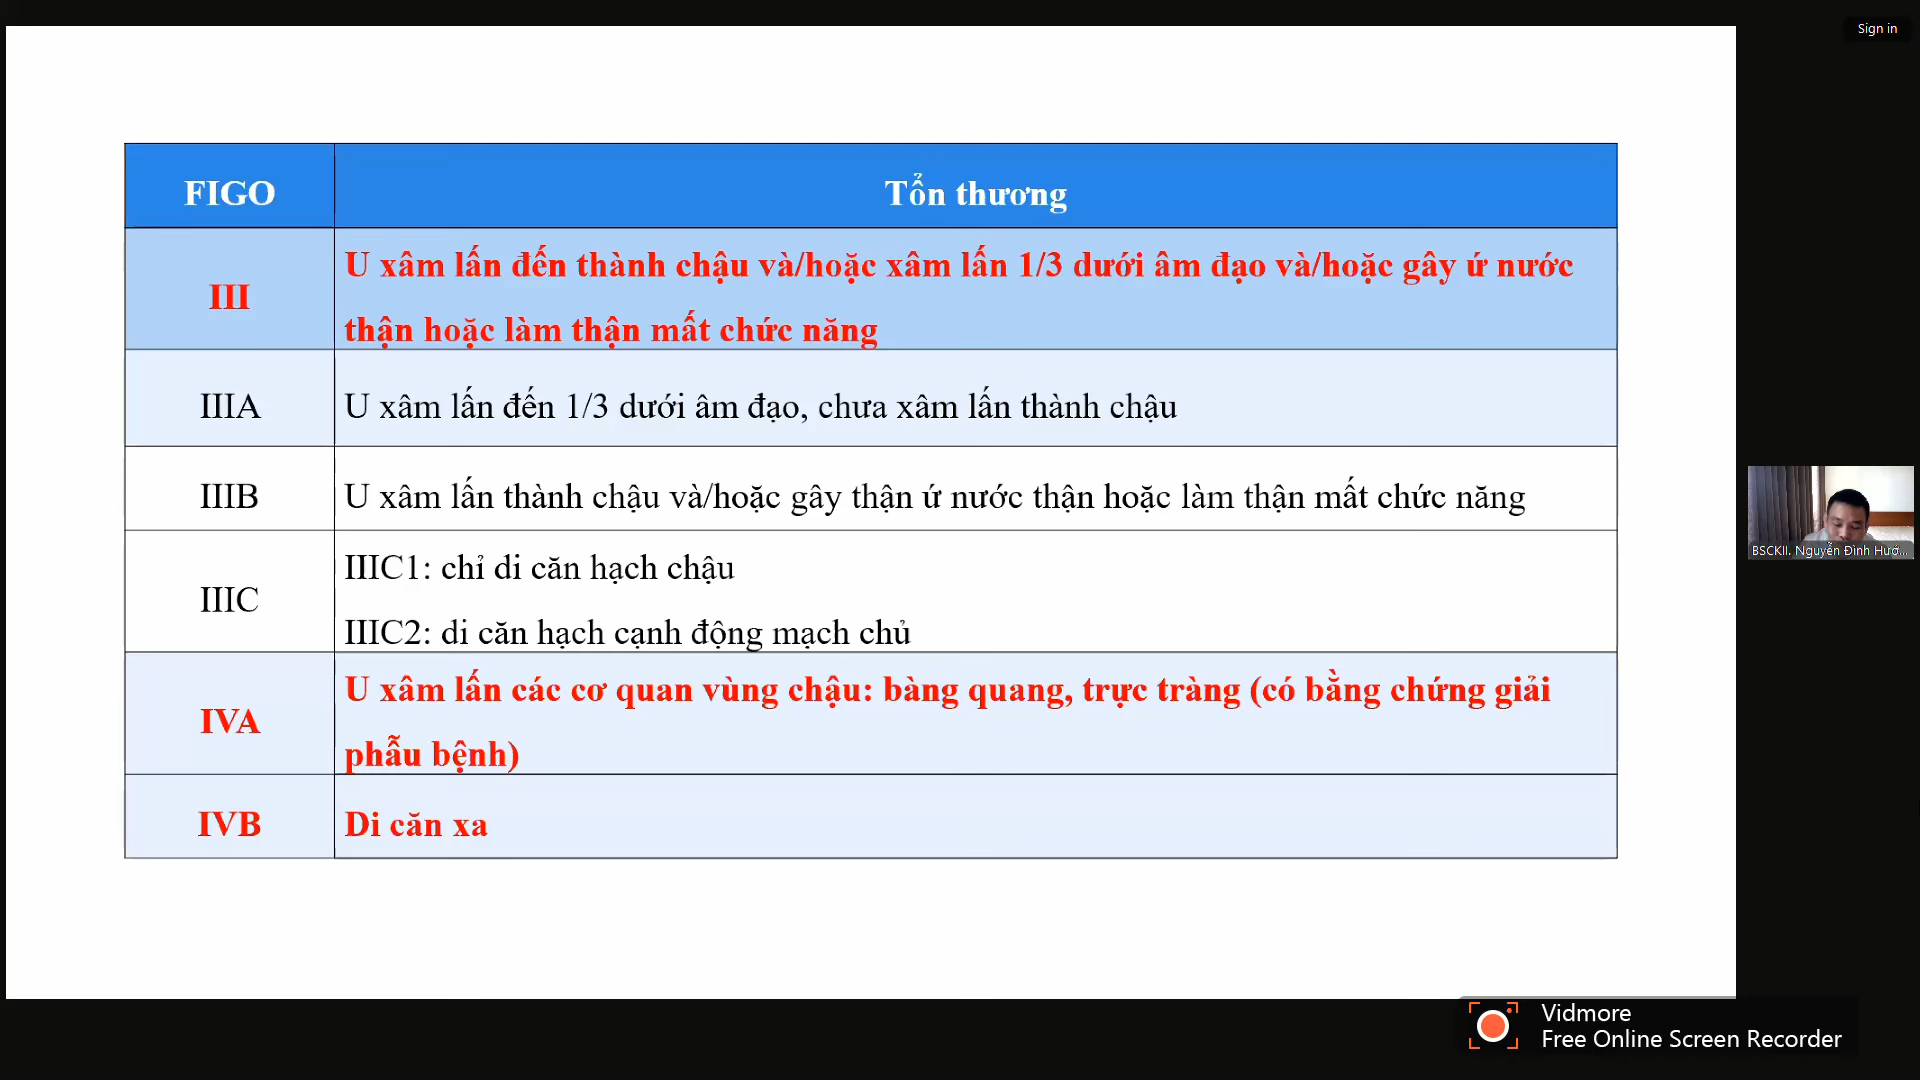 Sign in
FIGO
Tổn thương
III
U xâm lấn đến thành chậu và/hoặc xâm lấn 1/3 dưới âm đạo và/hoặc gây ứ nước
thận hoặc làm thận mất chức năng
IIIA
U xâm lấn đến 1/3 dưới âm đạo, chưa xâm lấn thành chậu
IIIB
U xâm lấn thành chậu và/hoặc gây thận ứ nước thận hoặc làm thận mất chức năng
IIIC
IIIC1: chỉ di căn hạch chậu
IIIC2: di căn hạch cạnh động mạch chủ
IVA
U xâm lấn các cơ quan vùng chậu: bàng quang, trực tràng (có bằng chứng giải
phẫu bệnh)
IVB
Di căn xa
BSCKII. Nguyễn Đình Hướ...
Vidmore
Free Online Screen Recorder